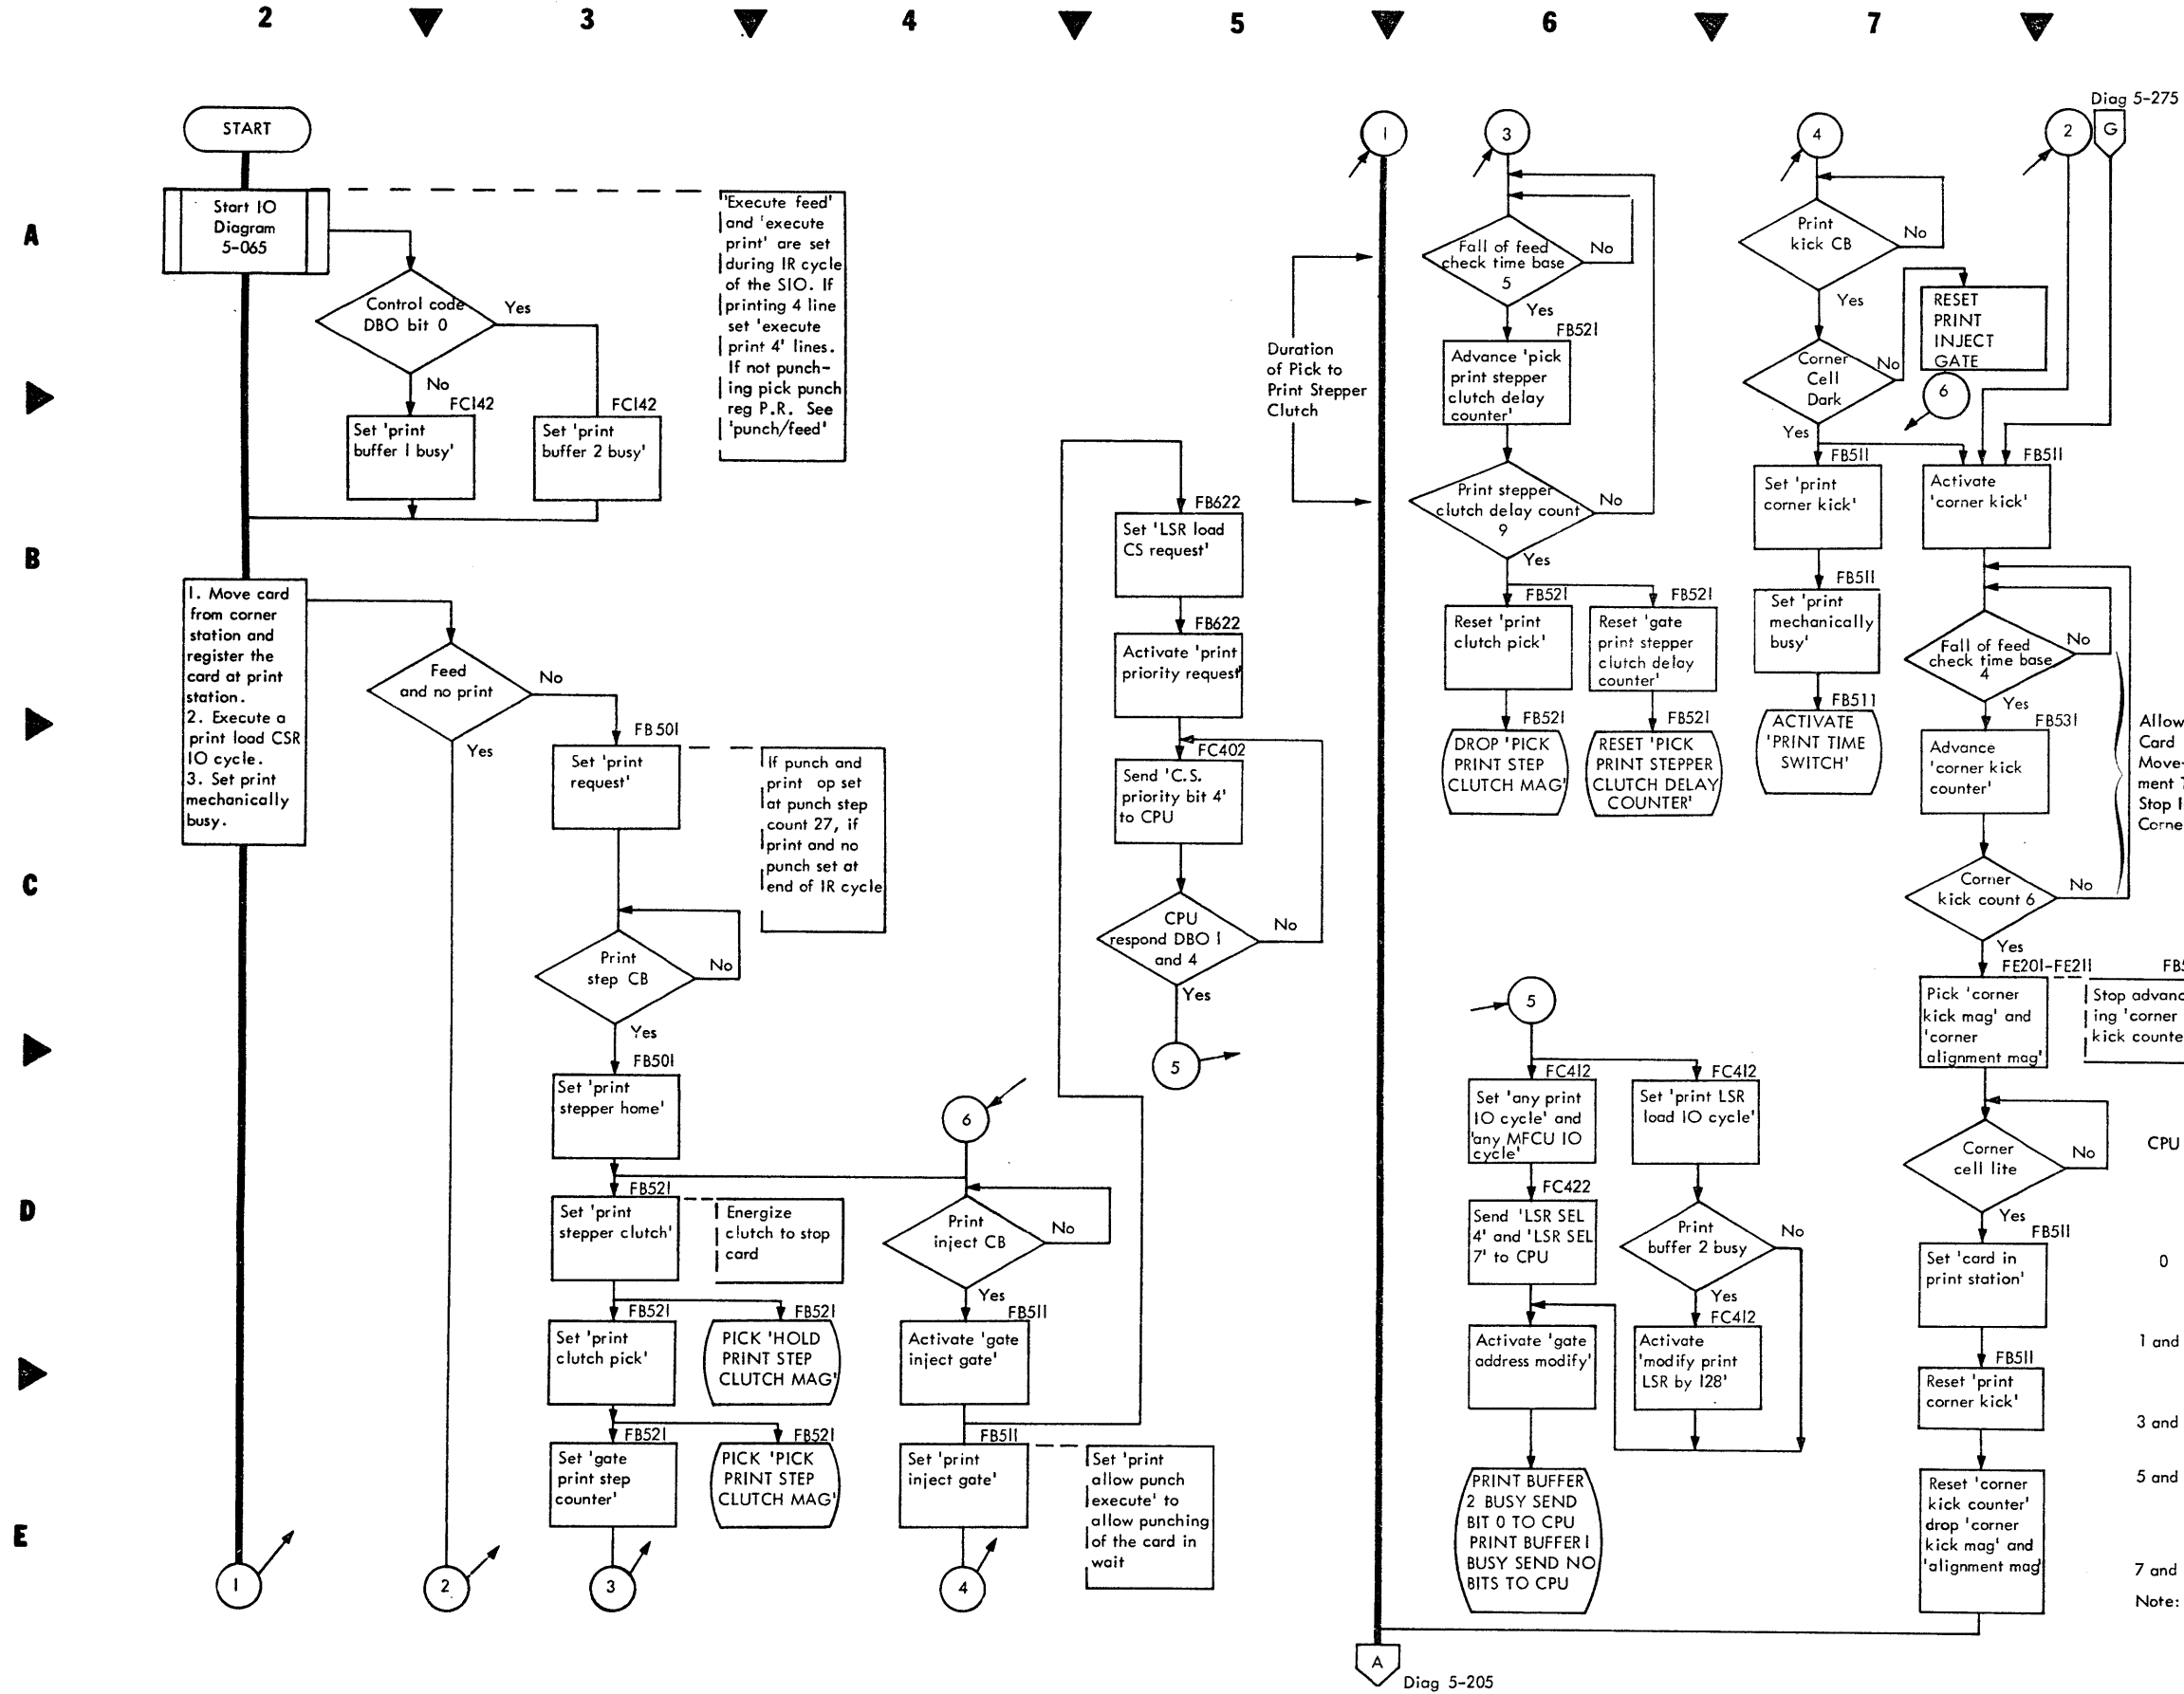 2 3 4 5 6 7
A
B
C
D
E
START
Start IO
Diagram
5-065
'Execute feed'
and 'execute
print' are set
during IR cycle
of the SIO. If
printing 4 line
set 'execute
print 4' lines.
If not punch-
ing pick punch
reg P.R. See
'punch/feed'
Control code
DBO bit 0
Yes
No
FC142
Set 'print
buffer 1 busy'
FC142
Set 'print
buffer 2 busy'
1. Move card
from corner
station and
register the
card at print
station.
2. Execute a
print load CSR
IO cycle.
3. Set print
mechanically
busy.
Feed
and no print
No
Yes
FB501
Set 'print
request'
If punch and
print op set
at punch step
count 27, if
print and no
punch set at
end of IR cycle
Print
step CB
No
Yes
FB501
Set 'print
stepper home'
FB521
Set 'print
stepper clutch'
Energize
clutch to stop
card
FB521
Set 'print
clutch pick'
FB521
PICK 'HOLD
PRINT STEP
CLUTCH MAG'
FB521
Set 'gate
print step
counter'
FB521
PICK 'PICK
PRINT STEP
CLUTCH MAG'
1
2
3
6
Print
inject CB
No
Yes
FB511
Activate 'gate
inject gate'
FB511
Set 'print
inject gate'
Set 'print
allow punch
execute' to
allow punching
of the card in
wait
4
FB622
Set 'LSR load
CS request'
FB622
Activate 'print
priority request'
FC402
Send 'C.S.
priority bit 4'
to CPU
CPU
respond DBO 1
and 4
No
Yes
5
1
Duration
of Pick to
Print Stepper
Clutch
A
Diag 5-205
3
Fall of feed
check time base
5
No
Yes
FB521
Advance 'pick
print stepper
clutch delay
counter'
Print stepper
clutch delay count
9
No
Yes
FB521
Reset 'print
clutch pick'
FB521
Reset 'gate
print stepper
clutch delay
counter'
FB521
DROP 'PICK
PRINT STEP
CLUTCH MAG'
FB521
RESET 'PICK
PRINT STEPPER
CLUTCH DELAY
COUNTER'
5
FC412
Set 'any print
IO cycle' and
'any MFCU IO
cycle'
FC412
Set 'print LSR
load IO cycle'
FC422
Send 'LSR SEL
4' and 'LSR SEL
7' to CPU
Print
buffer 2 busy
No
Yes
FC412
Activate
'modify print
LSR by 128'
Activate 'gate
address modify'
PRINT BUFFER
2 BUSY SEND
BIT 0 TO CPU
PRINT BUFFER 1
BUSY SEND NO
BITS TO CPU
4
Print
kick CB
No
Yes
Corner
Cell
Dark
No
Yes
RESET
PRINT
INJECT
GATE
6
FB511
Set 'print
corner kick'
FB511
Set 'print
mechanically
busy'
FB511
ACTIVATE
'PRINT TIME
SWITCH'
2
Diag 5-275
G
FB511
Activate
'corner kick'
Fall of feed
check time base
4
No
Yes
FB531
Advance
'corner kick
counter'
Corner
kick count 6
No
Yes
FE201-FE211
Pick 'corner
kick mag' and
'corner
alignment mag'
Stop advanc
ing 'corner
kick counte
Corner
cell lite
No
Yes
FB511
Set 'card in
print station'
FB511
Reset 'print
corner kick'
Reset 'corner
kick counter'
drop 'corner
kick mag' and
'alignment mag'
Allow
Card
Move-
ment
Stop
Corne
CPU
0
1 and
3 and
5 and
7 and
Note: